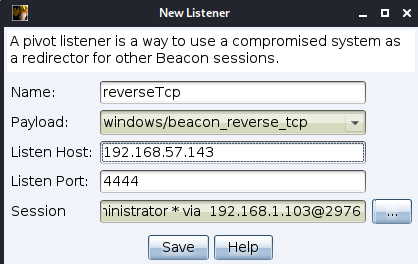 New Listener
A pivot listener is a way to use a compromised system as
a redirector for other Beacon sessions.
Name: reverseTcp
Payload: windows/beacon_reverse_tcp
Listen Host: 192.168.57.143
Listen Port: 4444
Session ninistrator * via 192.168.1.103@2976 ...
Save Help